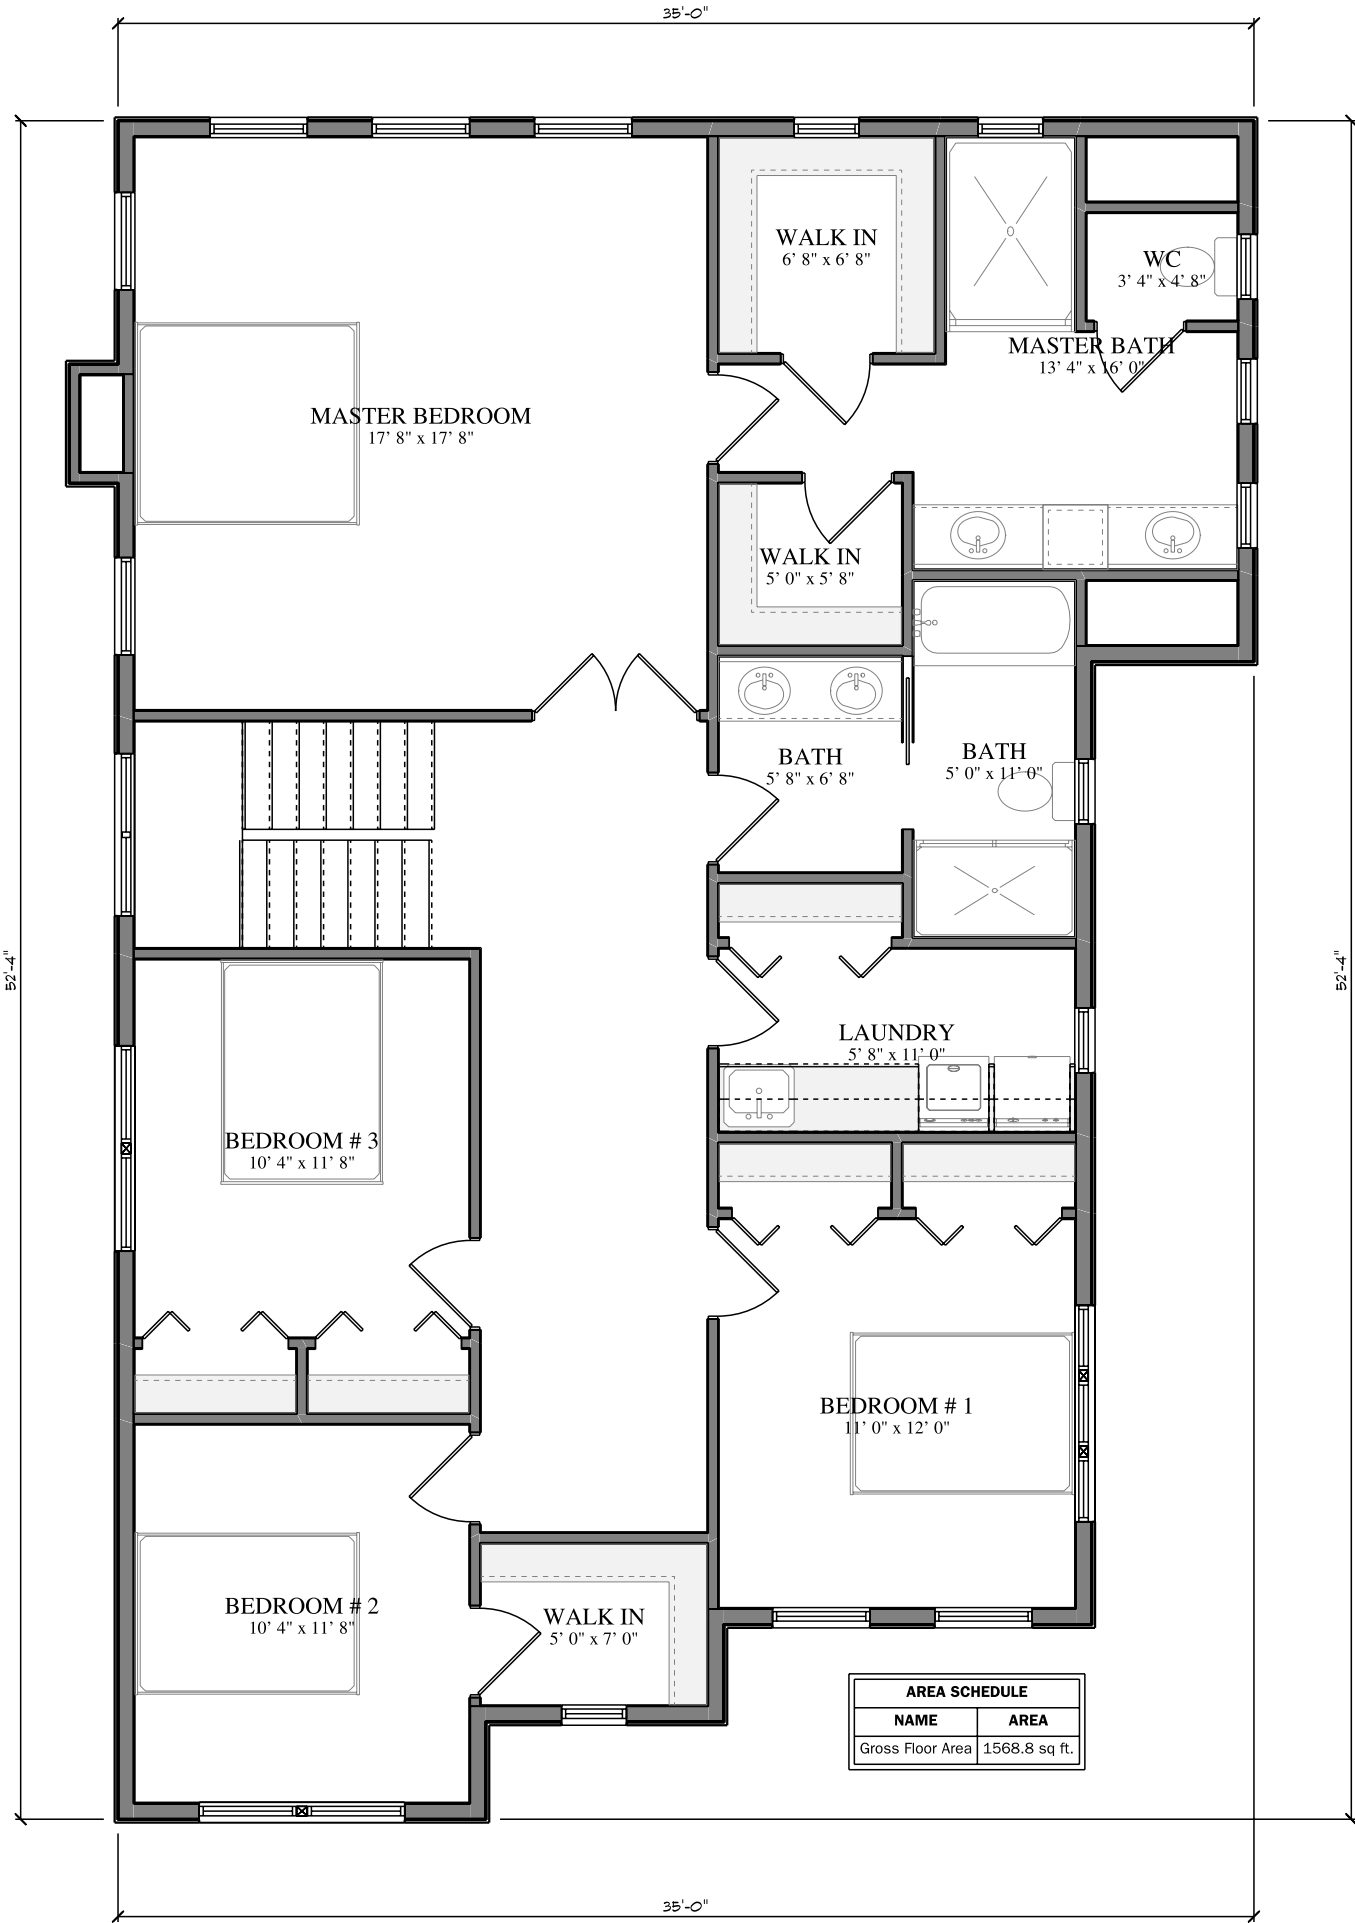 35'-0"
WALK IN
6' 8" x 6' 8"
WC
3' 4" x 4' 8"
MASTER BATH
13' 4" x 16' 0"
MASTER BEDROOM
17' 8" x 17' 8"
WALK IN
5' 0" x 5' 8"
BATH
5' 8" x 6' 8"
BATH
5' 0" x 11' 0"
52'-4"
52'-4"
LAUNDRY
5' 8" x 11' 0"
BEDROOM # 3
10' 4" x 11' 8"
BEDROOM # 1
11' 0" x 12' 0"
BEDROOM # 2
10' 4" x 11' 8"
WALK IN
5' 0" x 7' 0"
AREA SCHEDULE
NAME AREA
Gross Floor Area 1568.8 sq ft.
35'-0"